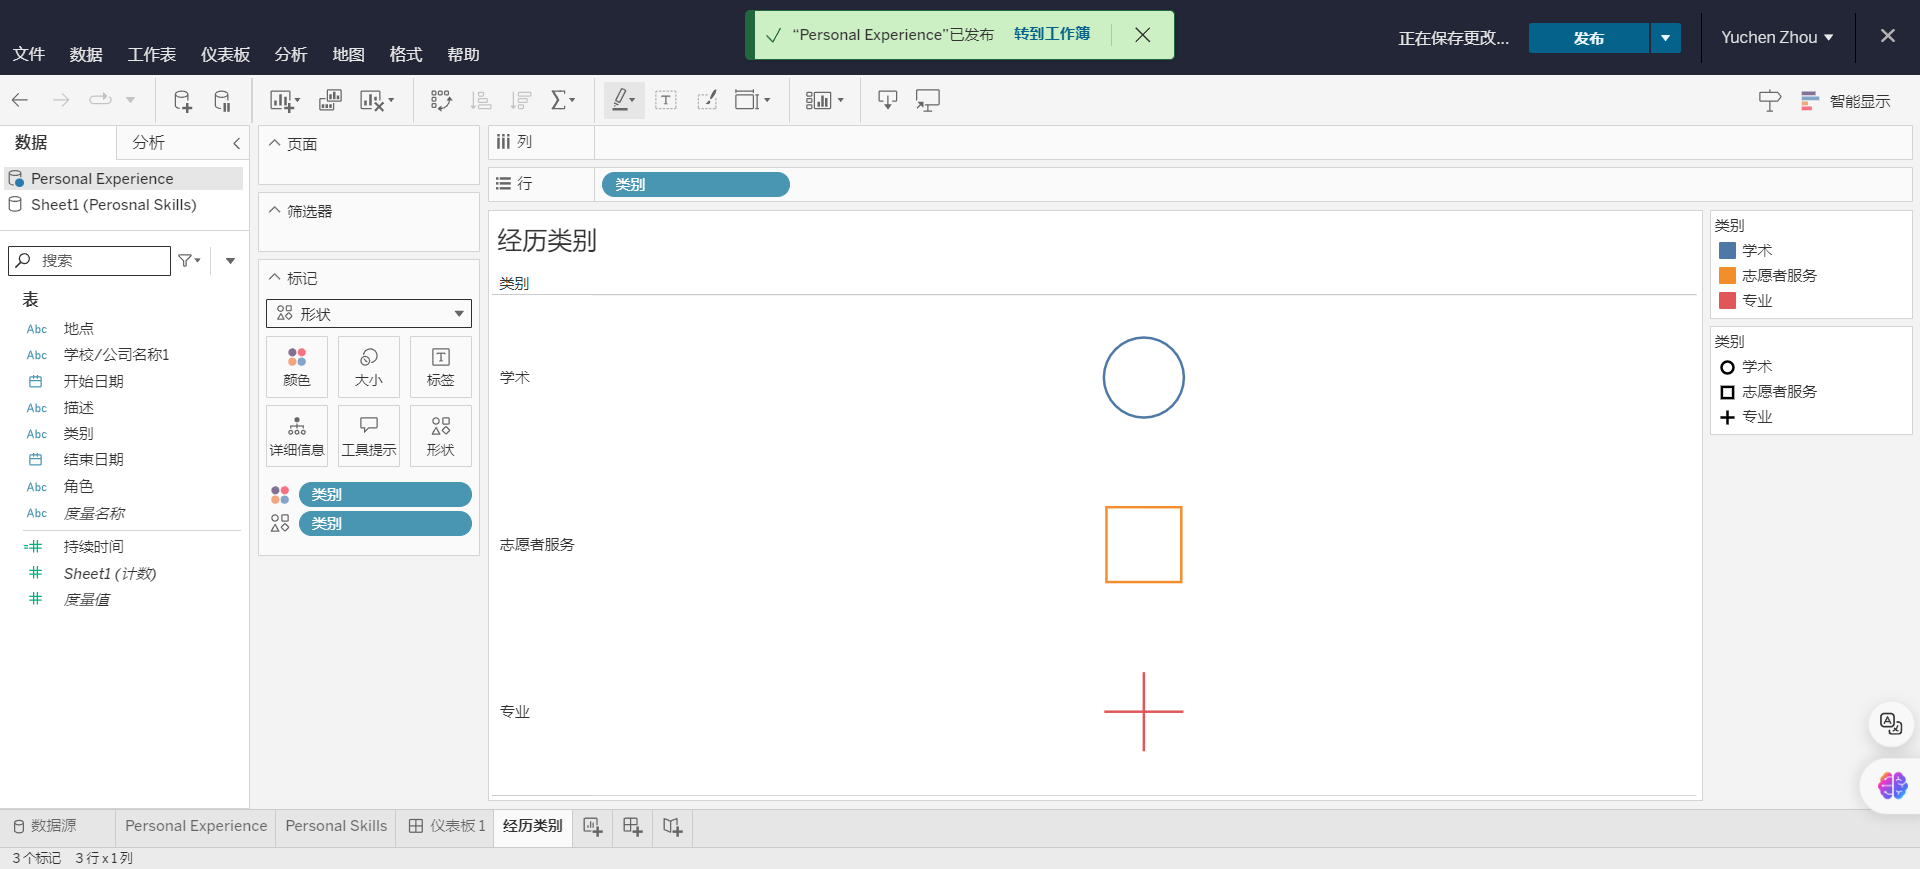 “Personal Experience”已发布 转到工作簿
正在保存更改... 发布 Yuchen Zhou
文件 数据 工作表 仪表板 分析 地图 格式 帮助
智能显示
数据 分析
Personal Experience
Sheet1 (Perosnal Skills)
搜索
表
Abc 地点
Abc 学校/公司名称1
开始日期
Abc 描述
Abc 类别
结束日期
Abc 角色
Abc 度量名称
持续时间
Sheet1 (计数)
度量值
页面
筛选器
标记
形状
颜色 大小 标签
详细信息 工具提示 形状
类别
类别
列
行 类别
经历类别
类别
学术
志愿者服务
专业
类别
学术
志愿者服务
专业
类别
学术
志愿者服务
专业
数据源 Personal Experience Personal Skills 仪表板 1 经历类别
3 个标记 3 行 x 1 列